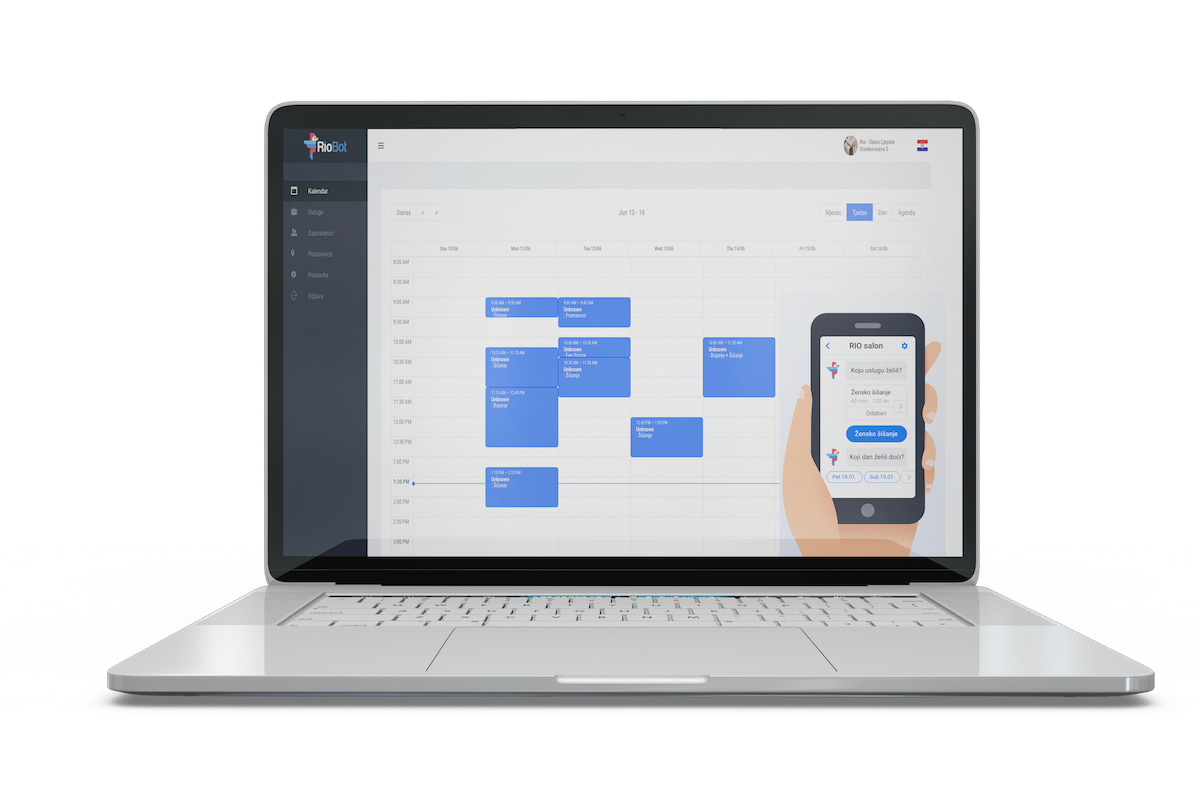 RioBot
Rio - Salon Ljepote
Oreskoviceva 3
Kalendar
Usluge
Zaposlenici
Poslovnice
Postavke
Odjava
Danas
Jun 10 - 16
Mjesec Tjedan Dan Agenda
Sun 10/06 Mon 11/06 Tue 12/06 Wed 13/06 Thu 14/06 Fri 15/06 Sat 16/06
8:00 AM
8:30 AM
9:00 AM
9:30 AM
10:00 AM
10:30 AM
11:00 AM
11:30 AM
12:00 PM
12:30 PM
1:00 PM
1:30 PM
2:00 PM
2:30 PM
3:00 PM
9:00 AM – 9:30 AM
Unknown
: Šišanje
10:15 AM – 11:15 AM
Unknown
: Šišanje
11:15 AM – 12:45 PM
Unknown
: Bojanje
1:15 PM – 2:15 PM
Unknown
: Šišanje
9:00 AM – 9:45 AM
Unknown
: Pramenovi
10:00 AM – 10:30 AM
Unknown
10:30 AM – 11:30 AM
Unknown
: Šišanje
12:00 PM – 1:00 PM
Unknown
: Šišanje
10:00 AM – 11:30 AM
Unknown
: Bojanje + Šišanje
RIO salon
Koju uslugu želiš?
Žensko šišanje
40 min. 120 kn
Odaberi
Žensko šišanje
Koji dan želiš doći?
Pet 18.01. Sub 19.01.